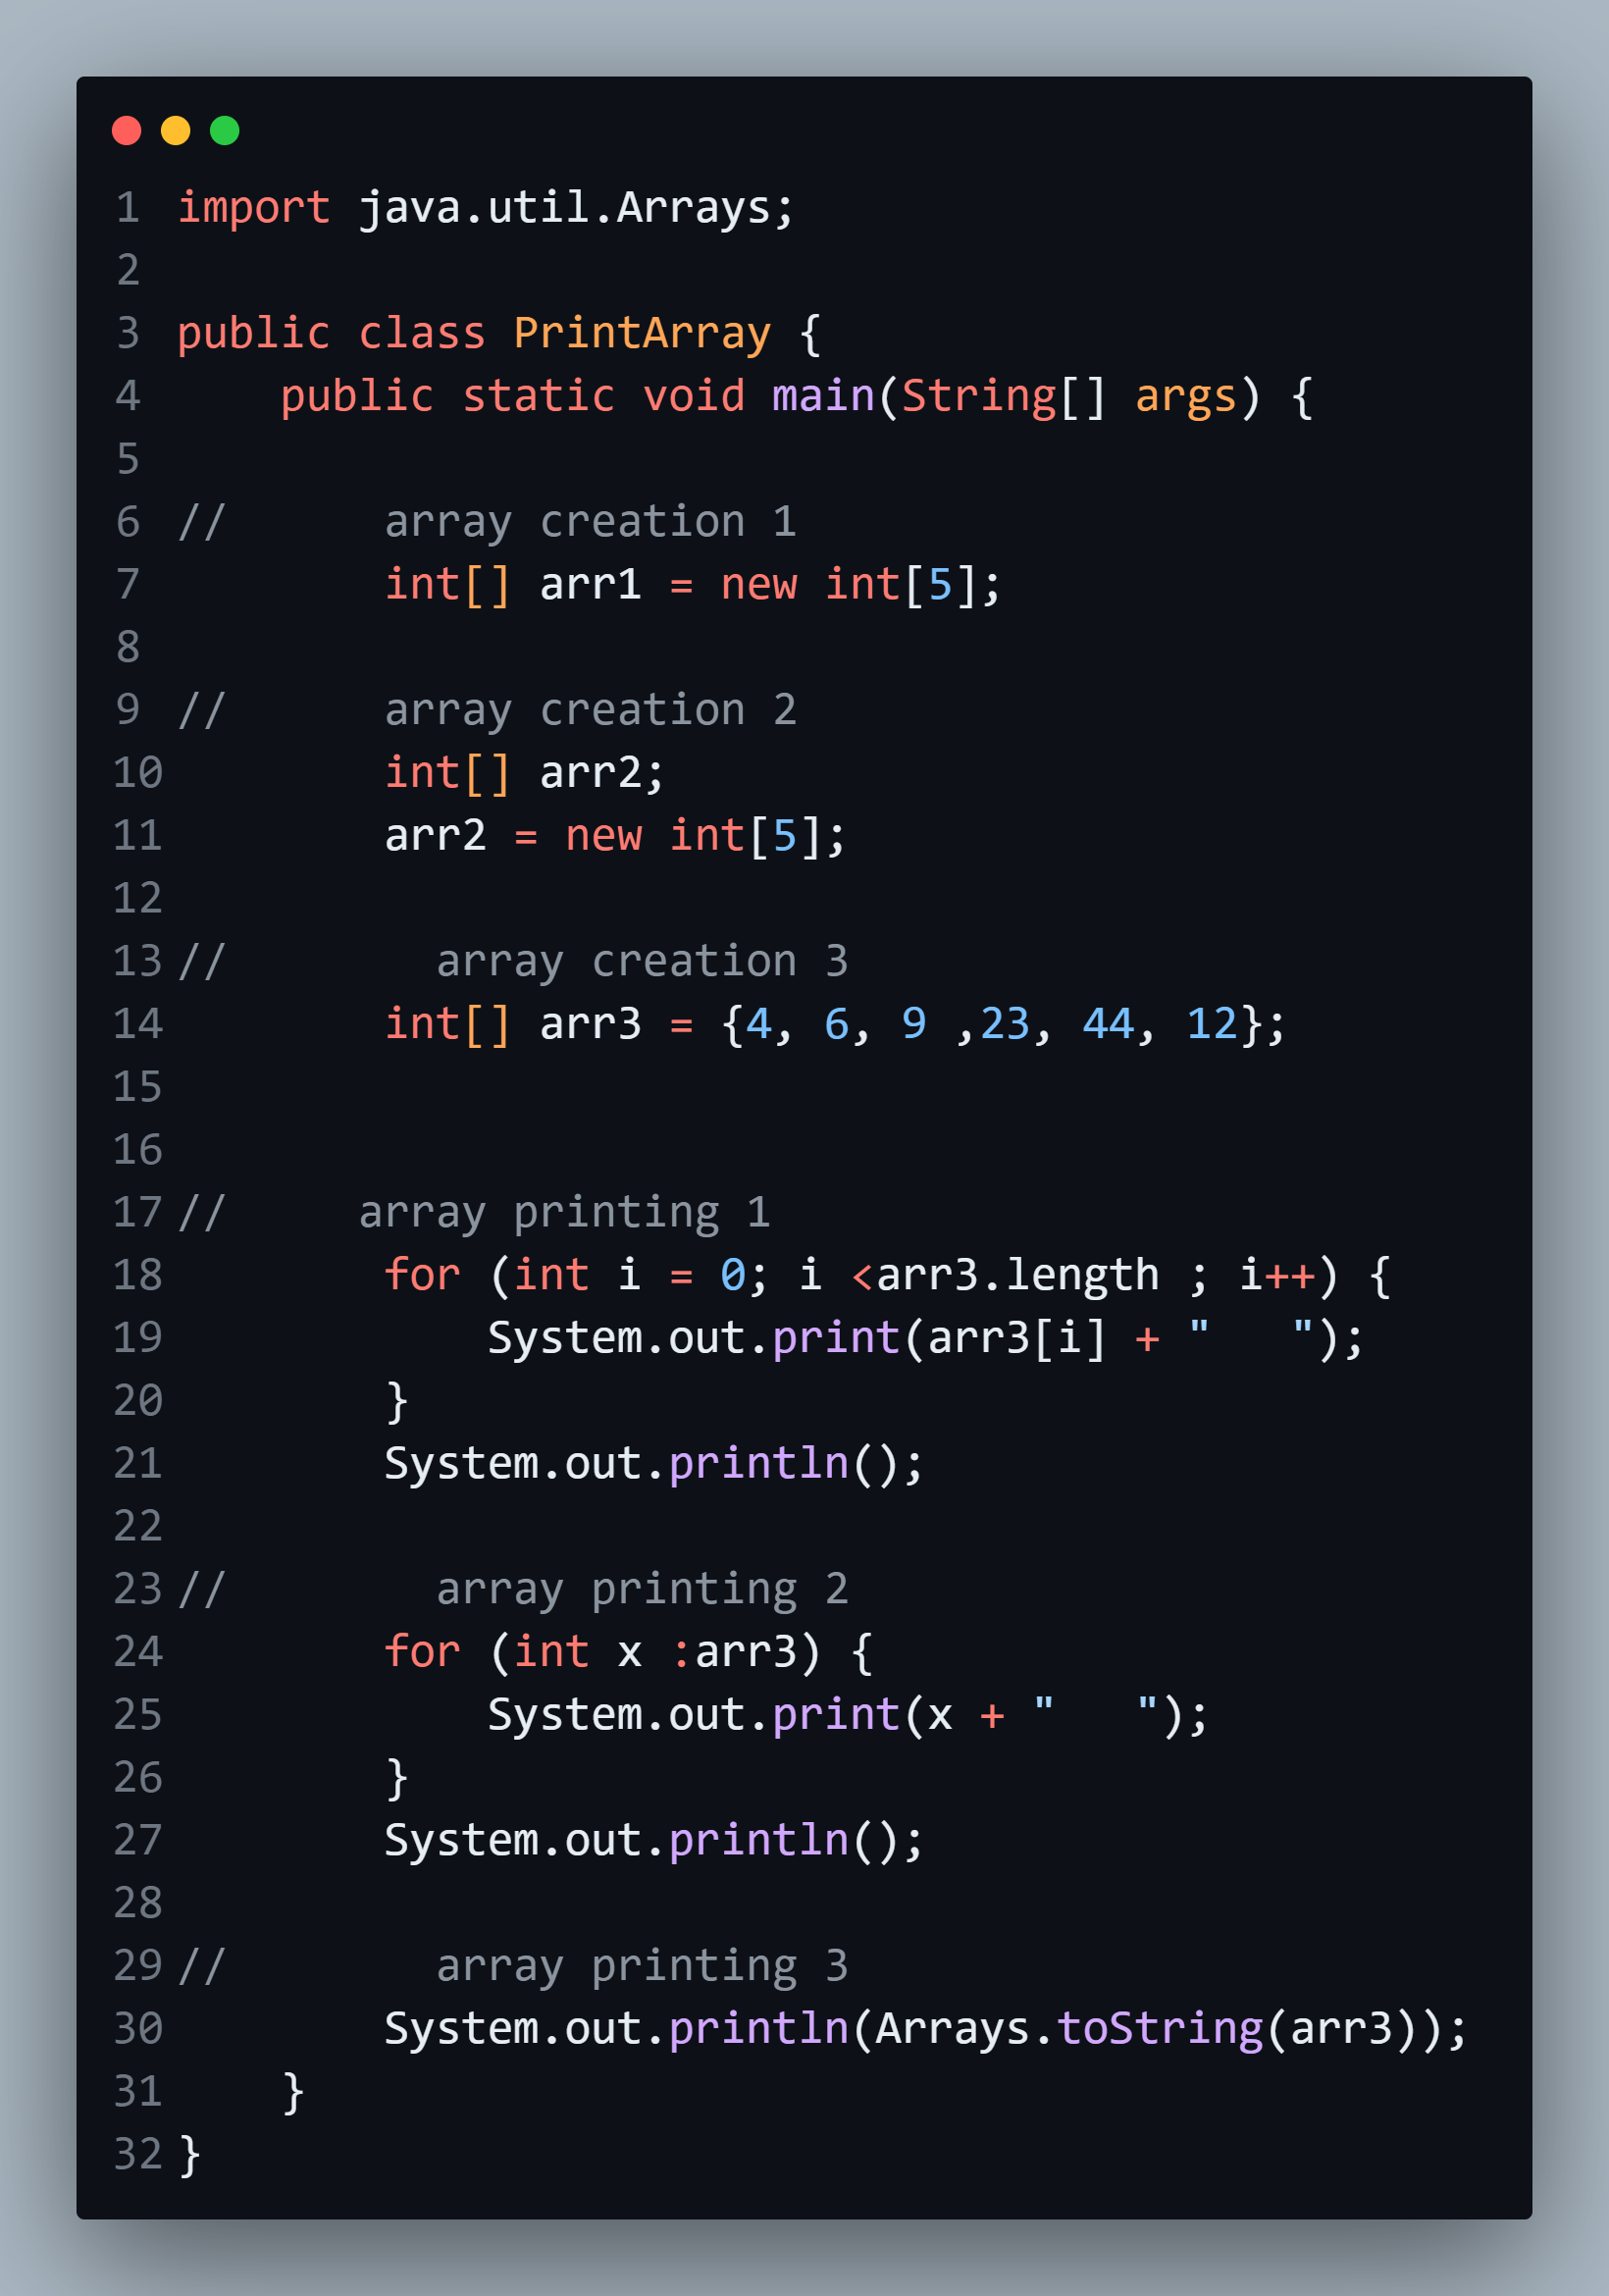 1 import java.util.Arrays;
2
3 public class PrintArray {
4     public static void main(String[] args) {
5
6 //      array creation 1
7         int[] arr1 = new int[5];
8
9 //      array creation 2
10         int[] arr2;
11         arr2 = new int[5];
12
13 //        array creation 3
14         int[] arr3 = {4, 6, 9 ,23, 44, 12};
15
16
17 //     array printing 1
18         for (int i = 0; i <arr3.length ; i++) {
19             System.out.print(arr3[i] + "   ");
20         }
21         System.out.println();
22
23 //        array printing 2
24         for (int x :arr3) {
25             System.out.print(x + "   ");
26         }
27         System.out.println();
28
29 //        array printing 3
30         System.out.println(Arrays.toString(arr3));
31     }
32 }